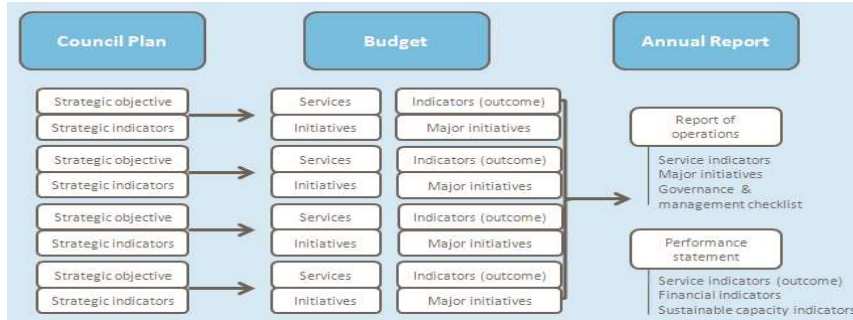 Council Plan
Budget
Annual Report
Strategic objective
Strategic indicators
Services
Initiatives
Indicators (outcome)
Major initiatives
Strategic objective
Strategic indicators
Services
Initiatives
Indicators (outcome)
Major initiatives
Strategic objective
Strategic indicators
Services
Initiatives
Indicators (outcome)
Major initiatives
Strategic objective
Strategic indicators
Services
Initiatives
Indicators (outcome)
Major initiatives
Report of
operations
Service indicators
Major initiatives
Governance &
management checklist
Performance
statement
Service indicators (outcome)
Financial indicators
Sustainable capacity indicators